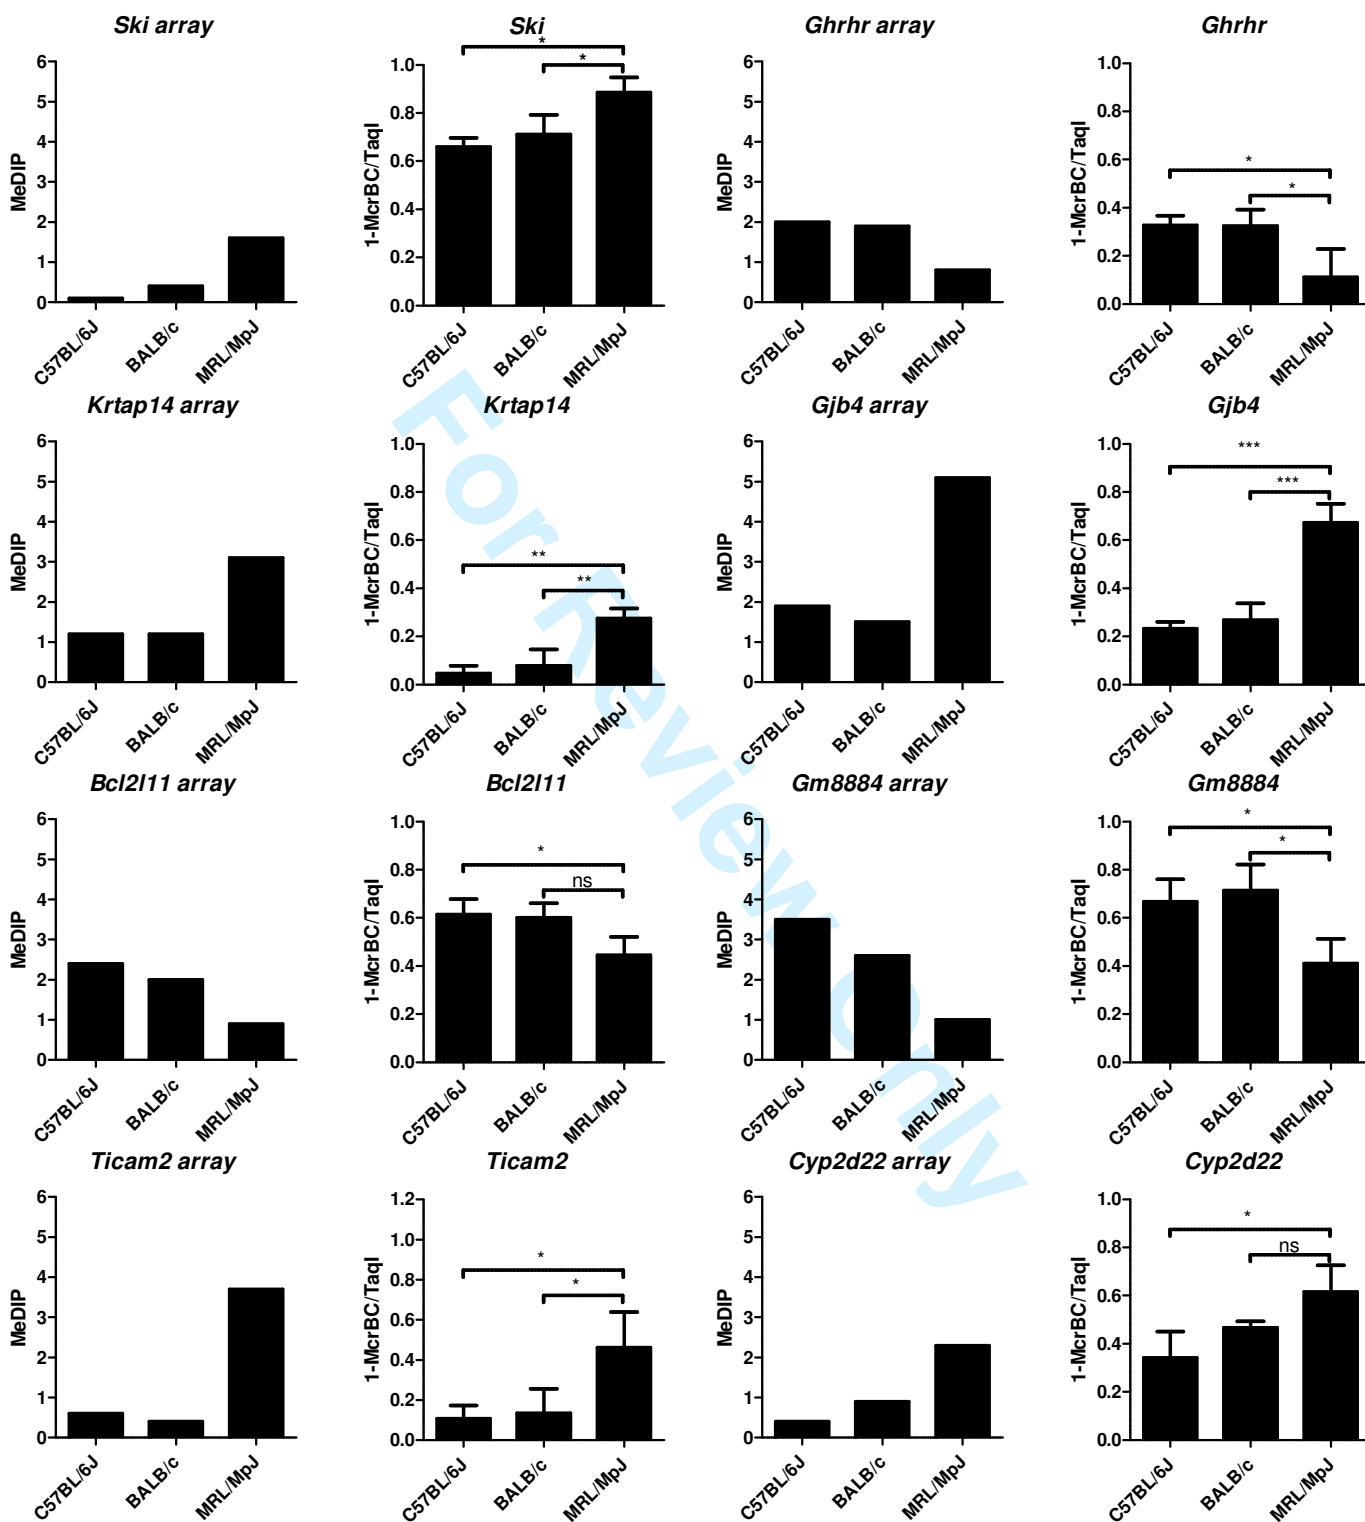 Ski array
MeDIP
6
5
4
3
2
1
0
C57BL/6J
BALB/c
MRL/MpJ
Ski
1-McrBC/TaqI
1.0
0.8
0.6
0.4
0.2
0.0
*
*
C57BL/6J
BALB/c
MRL/MpJ
Ghrhr array
MeDIP
6
5
4
3
2
1
0
C57BL/6J
BALB/c
MRL/MpJ
Ghrhr
1-McrBC/TaqI
1.0
0.8
0.6
0.4
0.2
0.0
*
*
C57BL/6J
BALB/c
MRL/MpJ
Krtap14 array
MeDIP
6
5
4
3
2
1
0
C57BL/6J
BALB/c
MRL/MpJ
Krtap14
1-McrBC/TaqI
1.0
0.8
0.6
0.4
0.2
0.0
**
**
C57BL/6J
BALB/c
MRL/MpJ
Gjb4 array
MeDIP
6
5
4
3
2
1
0
C57BL/6J
BALB/c
MRL/MpJ
Gjb4
1-McrBC/TaqI
1.0
0.8
0.6
0.4
0.2
0.0
***
***
C57BL/6J
BALB/c
MRL/MpJ
Bcl2l11 array
MeDIP
6
5
4
3
2
1
0
C57BL/6J
BALB/c
MRL/MpJ
Bcl2l11
1-McrBC/TaqI
1.0
0.8
0.6
0.4
0.2
0.0
*
ns
C57BL/6J
BALB/c
MRL/MpJ
Gm8884 array
MeDIP
6
5
4
3
2
1
0
C57BL/6J
BALB/c
MRL/MpJ
Gm8884
1-McrBC/TaqI
1.0
0.8
0.6
0.4
0.2
0.0
*
*
C57BL/6J
BALB/c
MRL/MpJ
Ticam2 array
MeDIP
6
5
4
3
2
1
0
C57BL/6J
BALB/c
MRL/MpJ
Ticam2
1-McrBC/TaqI
1.2
1.0
0.8
0.6
0.4
0.2
0.0
*
*
C57BL/6J
BALB/c
MRL/MpJ
Cyp2d22 array
MeDIP
6
5
4
3
2
1
0
C57BL/6J
BALB/c
MRL/MpJ
Cyp2d22
1-McrBC/TaqI
1.0
0.8
0.6
0.4
0.2
0.0
*
ns
C57BL/6J
BALB/c
MRL/MpJ
For Review Only